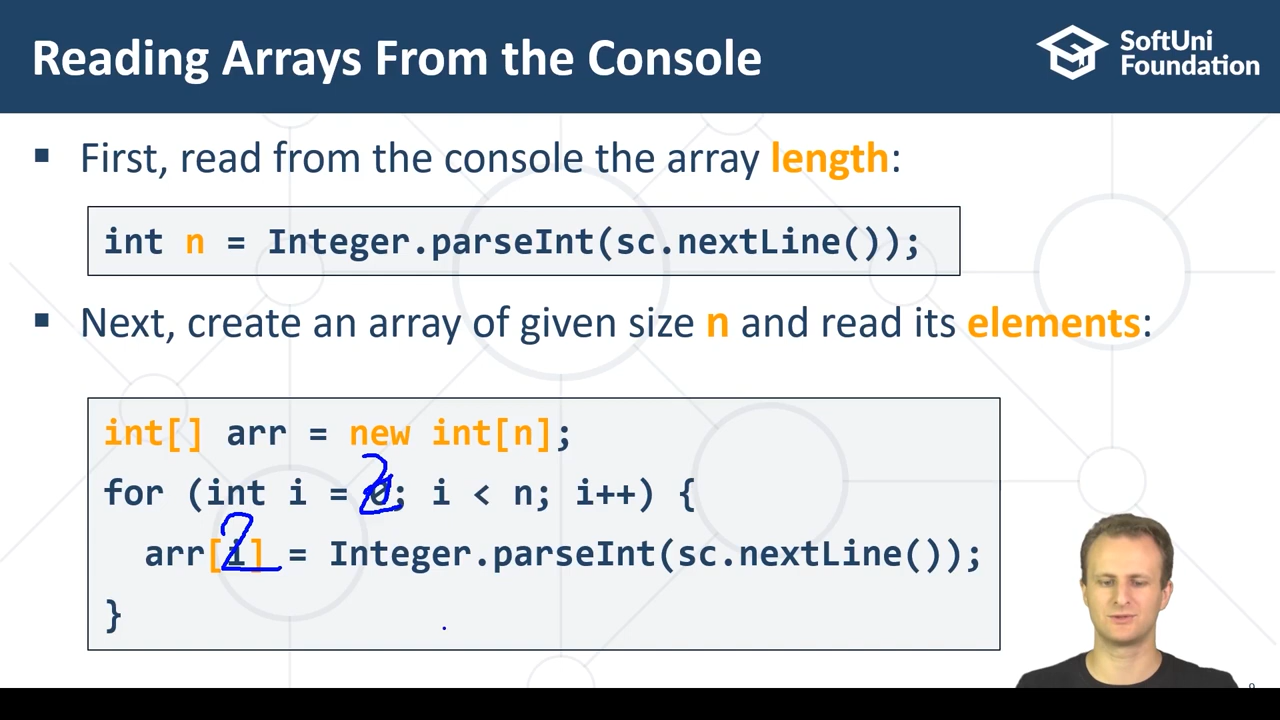 Reading Arrays From the Console
SoftUni
Foundation
▪ First, read from the console the array length:
int n = Integer.parseInt(sc.nextLine());
▪ Next, create an array of given size n and read its elements:
int[] arr = new int[n];
for (int i = 0; i < n; i++) {
arr[i] = Integer.parseInt(sc.nextLine());
}
2
2